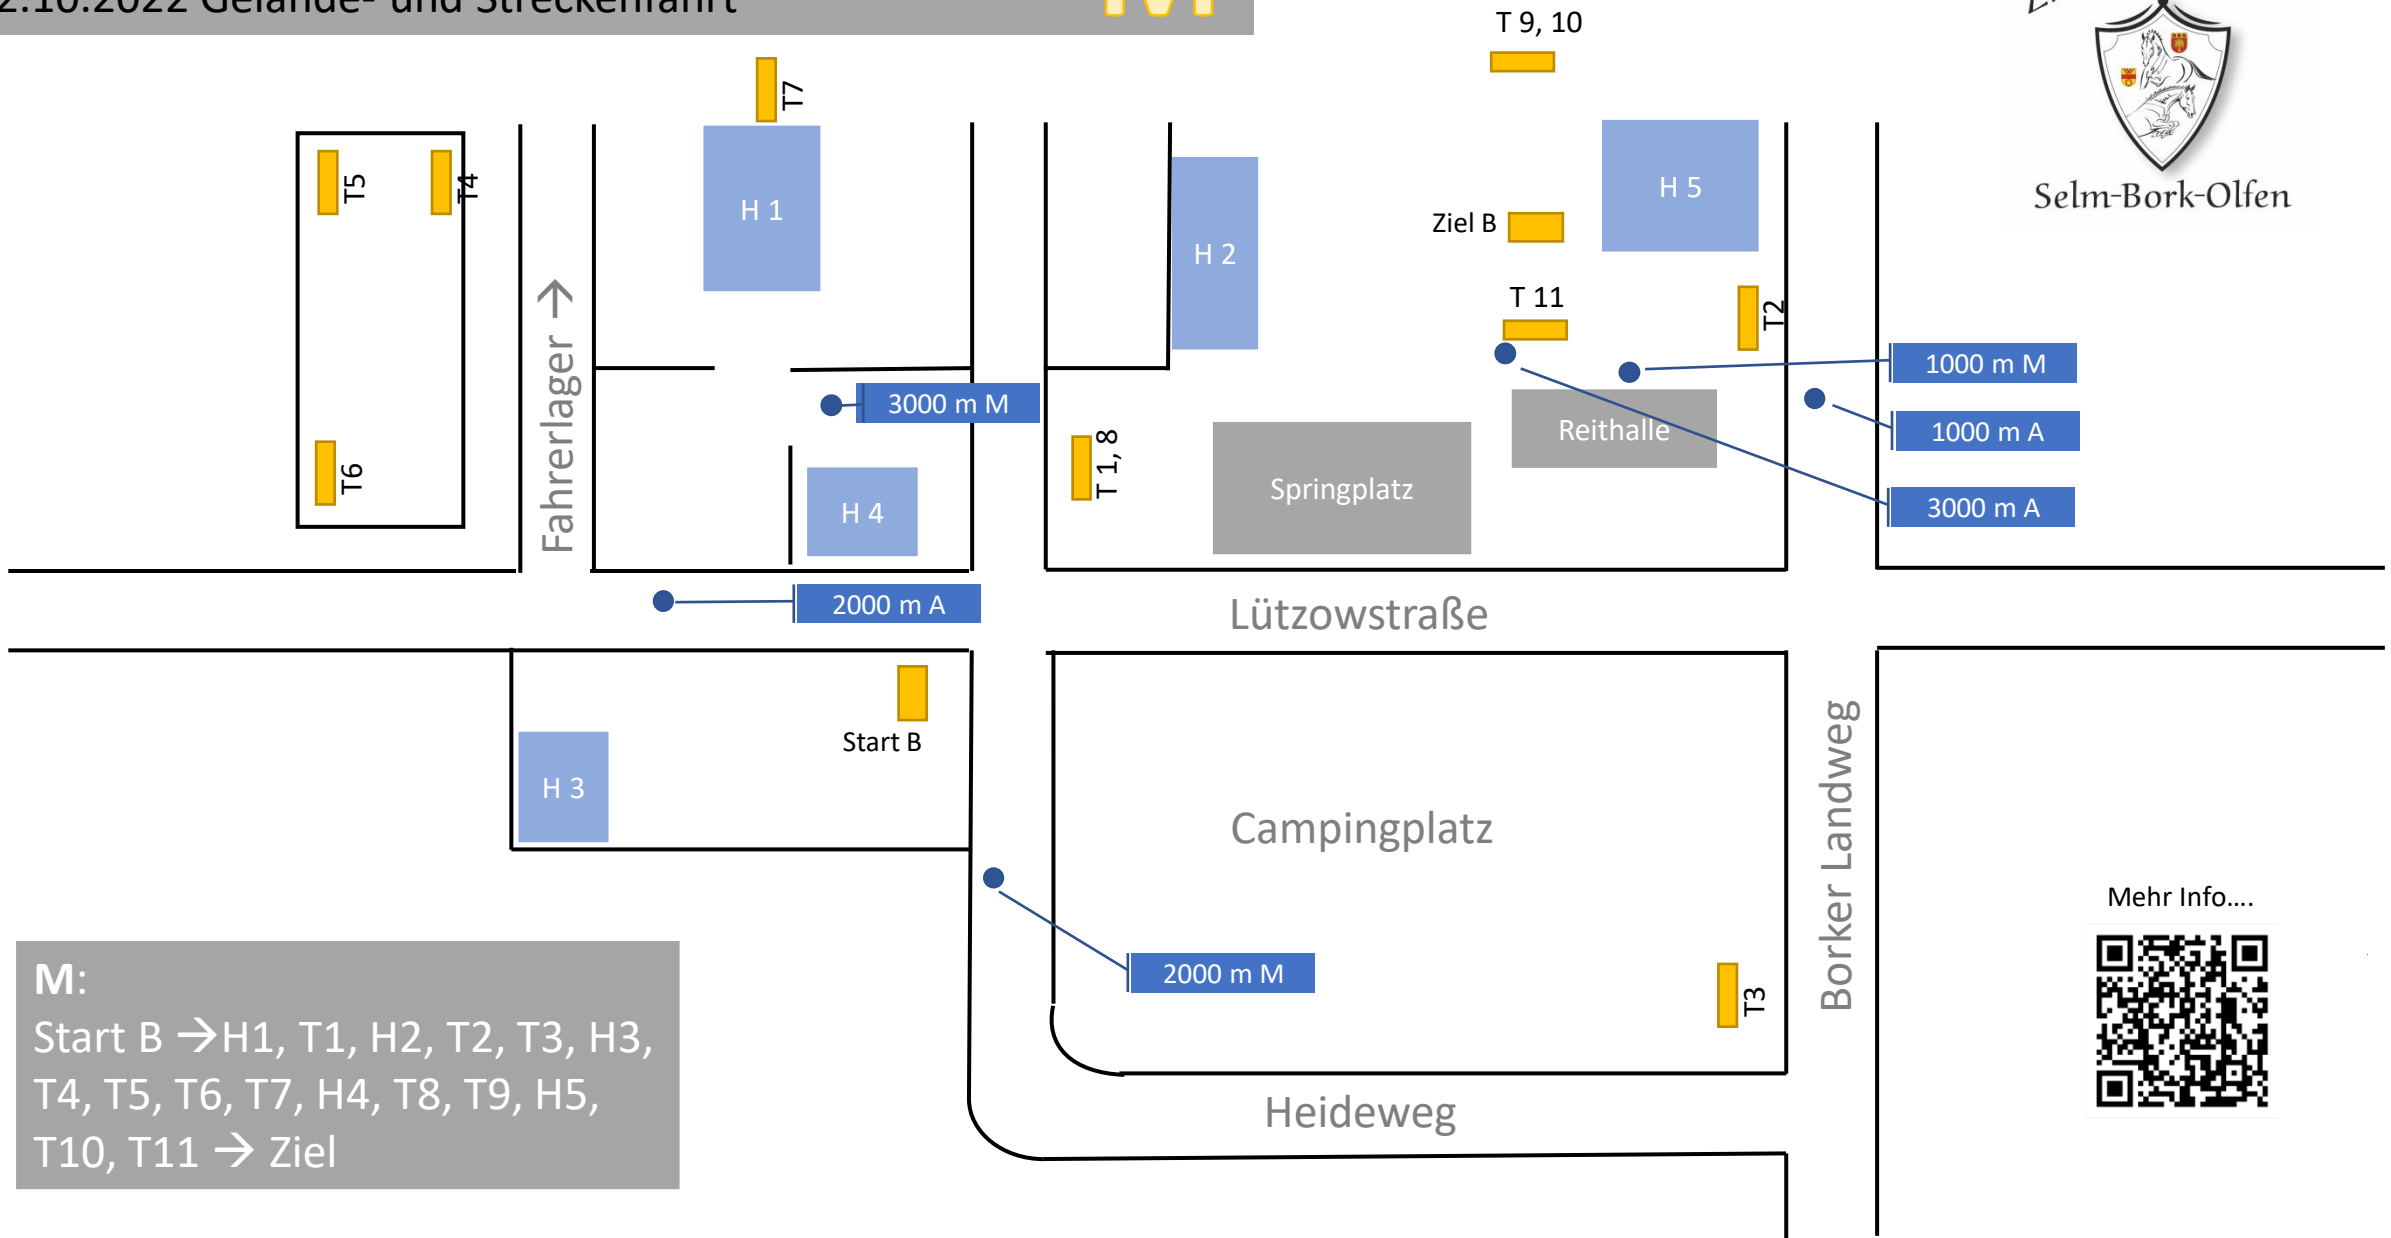 2.10.2022 Gelände- und Streckenfahrt
M
T 9, 10
Selm-Bork-Olfen
T7
T5
T4
H 1
H 2
H 5
Ziel B
T 11
T2
Fahrerlager →
1000 m M
3000 m M
1000 m A
T6
T 1, 8
Reithalle
Springplatz
H 4
3000 m A
2000 m A
Lützowstraße
Start B
H 3
Campingplatz
Borker Landweg
Mehr Info....
2000 m M
T3
Heideweg
M:
Start B →H1, T1, H2, T2, T3, H3,
T4, T5, T6, T7, H4, T8, T9, H5,
T10, T11 → Ziel